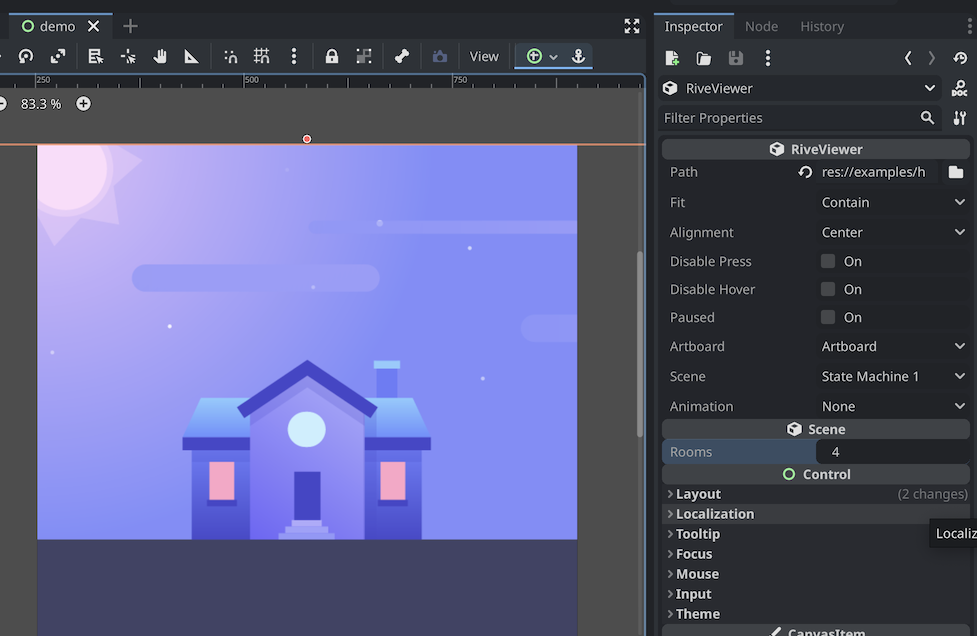 demo
Inspector Node History
View
250 500 750
RiveViewer
DOC
83.3 %
Filter Properties
RiveViewer
Path res://examples/h
Fit Contain
Alignment Center
Disable Press On
Disable Hover On
Paused On
Artboard Artboard
Scene State Machine 1
Animation None
Scene
Rooms 4
Control
Layout (2 changes)
Localization
Tooltip Localiz
Focus
Mouse
Input
Theme
CanvasItem